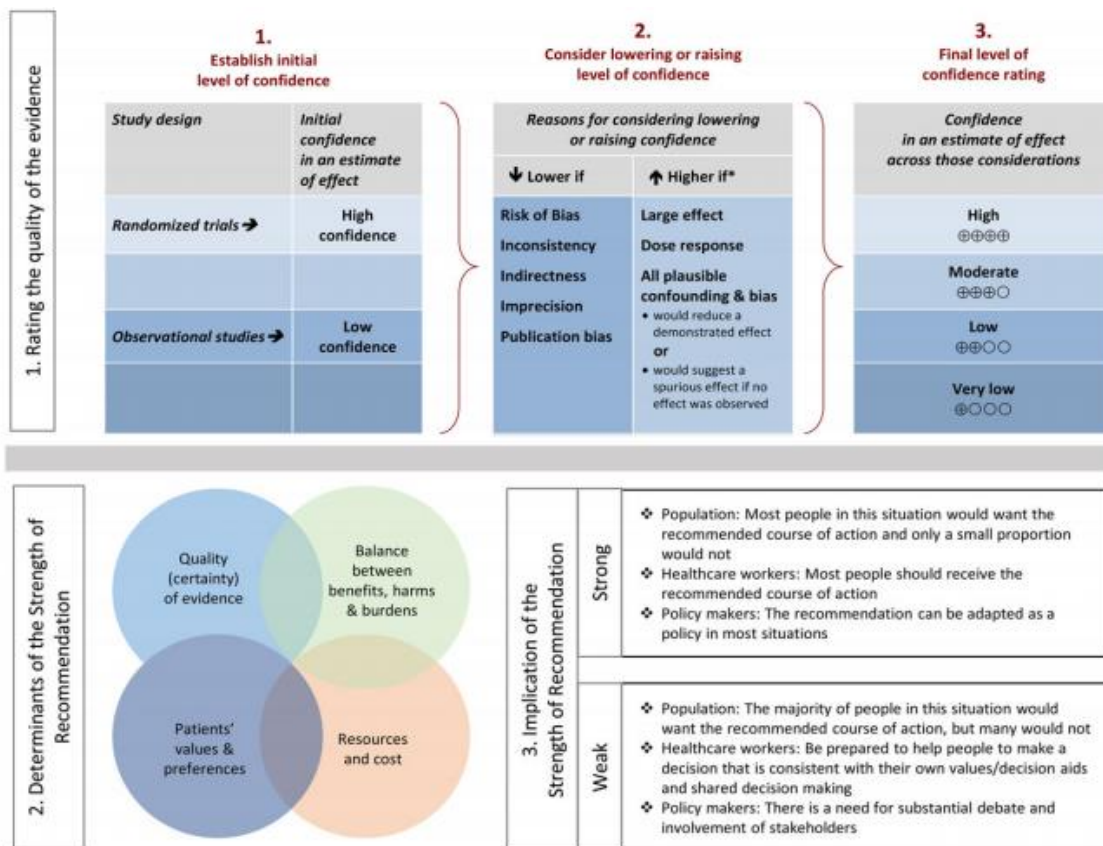 1. Rating the quality of the evidence
1.
Establish initial
level of confidence
2.
Consider lowering or raising
level of confidence
3.
Final level of
confidence rating
Study design
Initial
confidence
in an estimate
of effect
Randomized trials ➔
High
confidence
Observational studies ➔
Low
confidence
Reasons for considering lowering
or raising confidence
🡻 Lower if
🡹 Higher if*
Risk of Bias
Inconsistency
Indirectness
Imprecision
Publication bias
Large effect
Dose response
All plausible
confounding & bias
• would reduce a
demonstrated effect
or
• would suggest a
spurious effect if no
effect was observed
Confidence
in an estimate of effect
across those considerations
High
⊕⊕⊕⊕
Moderate
⊕⊕⊕○
Low
⊕⊕○○
Very low
⊕○○○
2. Determinants of the Strength of
Recommendation
Quality
(certainty)
of evidence
Balance
between
benefits, harms
& burdens
Patients’
values &
preferences
Resources
and cost
3. Implication of the
Strength of Recommendation
Strong
❖ Population: Most people in this situation would want the
recommended course of action and only a small proportion
would not
❖ Healthcare workers: Most people should receive the
recommended course of action
❖ Policy makers: The recommendation can be adapted as a
policy in most situations
Weak
❖ Population: The majority of people in this situation would
want the recommended course of action, but many would not
❖ Healthcare workers: Be prepared to help people to make a
decision that is consistent with their own values/decision aids
and shared decision making
❖ Policy makers: There is a need for substantial debate and
involvement of stakeholders